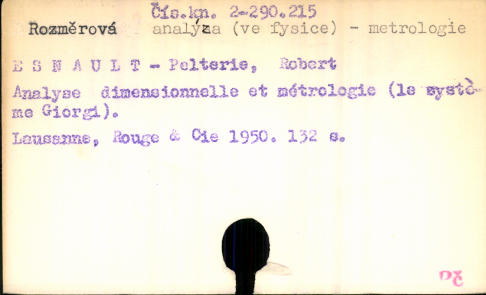 Čís.kn. 2-290.215
Rozměrová analýza (ve fysice) - metrologie
E S N A U L T - Pelterie, Robert
Analyse dimensionnelle et métrologie (le systè-
me Giorgi).
Lausanne, Rouge & Cie 1950. 132 s.